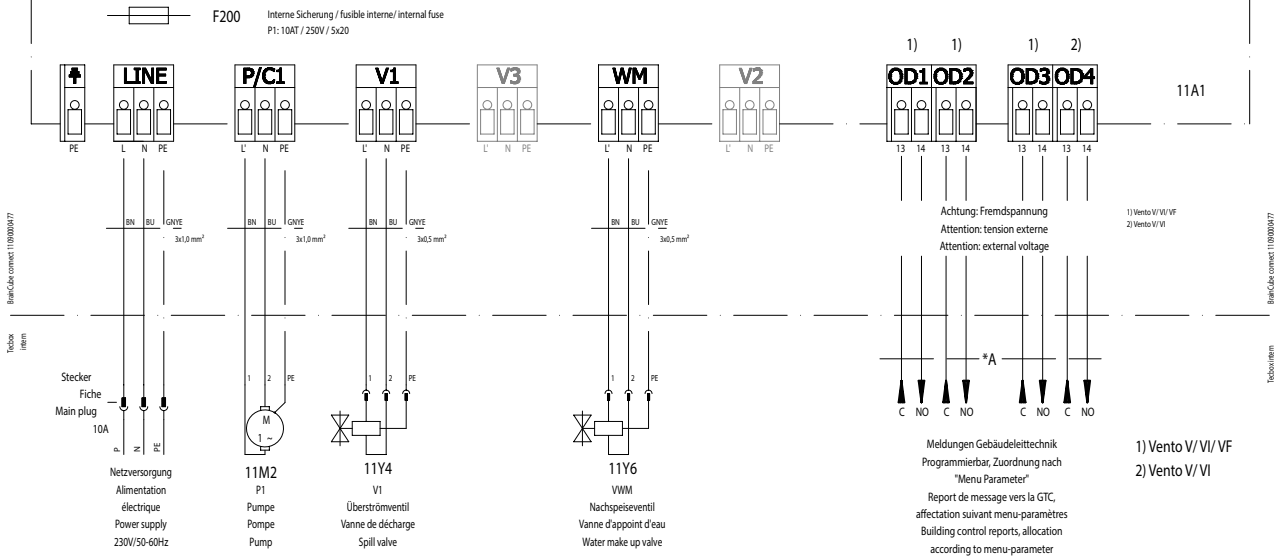 F200
Interne Sicherung / fusible interne/ internal fuse
P1: 10AT / 250V / 5x20
1) 1) 1) 2)
LINE P/C1 V1 V3 WM V2 OD1 OD2 OD3 OD4
11A1
PE L N PE L' N PE L' N PE L' N PE L' N PE L' N PE 13 14 13 14 13 14 13 14
BN BU GNYE BN BU GNYE BN BU GNYE BN BU GNYE
3x1,0 mm² 3x1,0 mm² 3x0,5 mm² 3x0,5 mm²
Achtung: Fremdspannung
Attention: tension externe
Attention: external voltage
1) Vento V/ VI/ VF
2) Vento V/ VI
BrainCube connect 11090000477
BrainCube connect 11090000477
Tecbox
intern
Tecbox intern
*A
Stecker
Fiche
Main plug
10A
P N PE
1 2 PE
M
1 ~
1 2 PE
1 2 PE
C NO C NO C NO C NO
Netzversorgung
Alimentation
électrique
Power supply
230V/50-60Hz
11M2
P1
Pumpe
Pompe
Pump
11Y4
V1
Überströmventil
Vanne de décharge
Spill valve
11Y6
VWM
Nachspeiseventil
Vanne d'appoint d'eau
Water make up valve
Meldungen Gebäudeleittechnik
Programmierbar, Zuordnung nach
"Menu Parameter"
Report de message vers la GTC,
affectation suivant menu-paramètres
Building control reports, allocation
according to menu-parameter
1) Vento V/ VI/ VF
2) Vento V/ VI